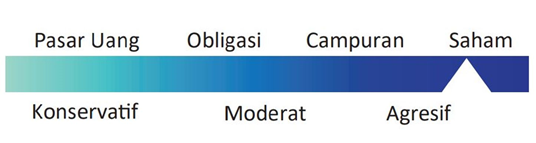 Pasar Uang Obligasi Campuran Saham
Konservatif Moderat Agresif